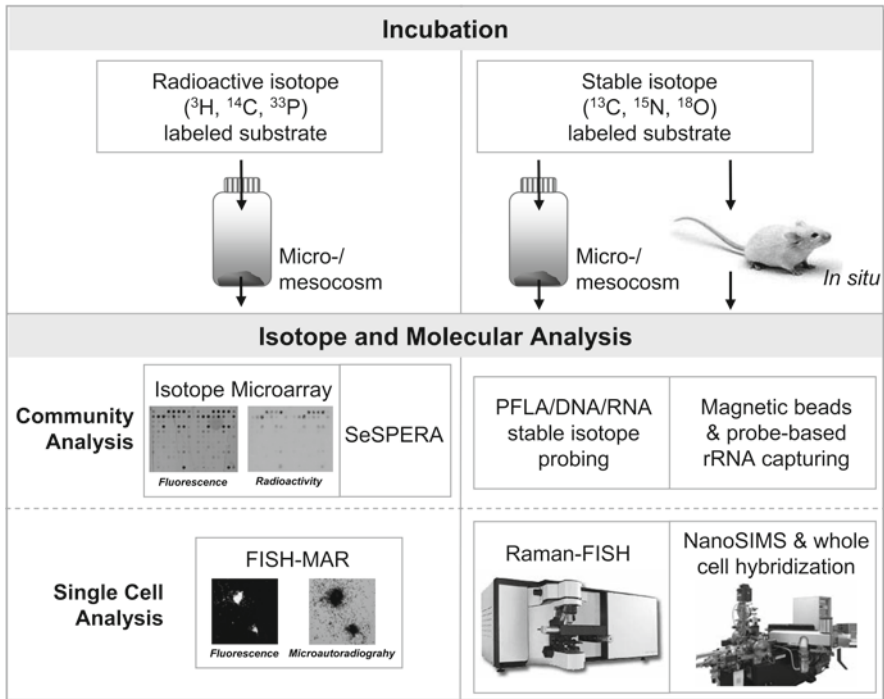 Incubation
Radioactive isotope
(³H, ¹⁴C, ³³P)
labeled substrate
Stable isotope
(¹³C, ¹⁵N, ¹⁸O)
labeled substrate
Micro-/
mesocosm
Micro-/
mesocosm
In situ
Isotope and Molecular Analysis
Community
Analysis
Isotope Microarray
Fluorescence
Radioactivity
SeSPERA
PFLA/DNA/RNA
stable isotope
probing
Magnetic beads
& probe-based
rRNA capturing
Single Cell
Analysis
FISH-MAR
Fluorescence
Microautoradiograhy
Raman-FISH
NanoSIMS & whole
cell hybridization